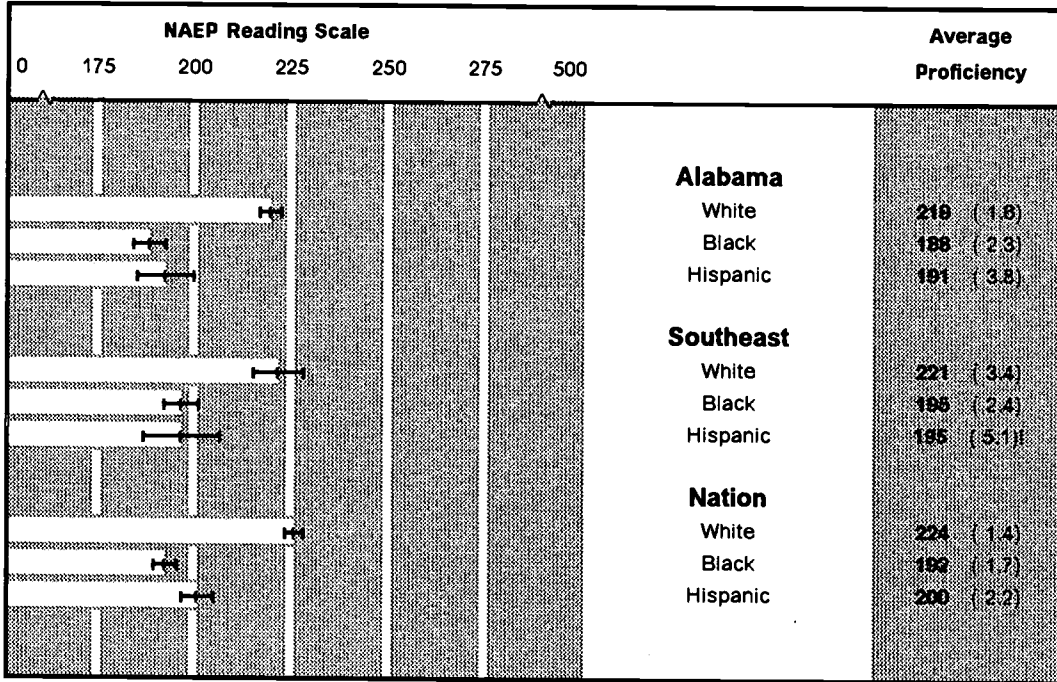 NAEP Reading Scale
Average
0 175 200 225 250 275 500
Proficiency
Alabama
White 219 ( 1.6)
Black 188 ( 2.3)
Hispanic 191 ( 3.8)
Southeast
White 221 ( 3.4)
Black 195 ( 2.4)
Hispanic 195 ( 5.1)!
Nation
White 224 ( 1.4)
Black 192 ( 1.7)
Hispanic 200 ( 2.2)